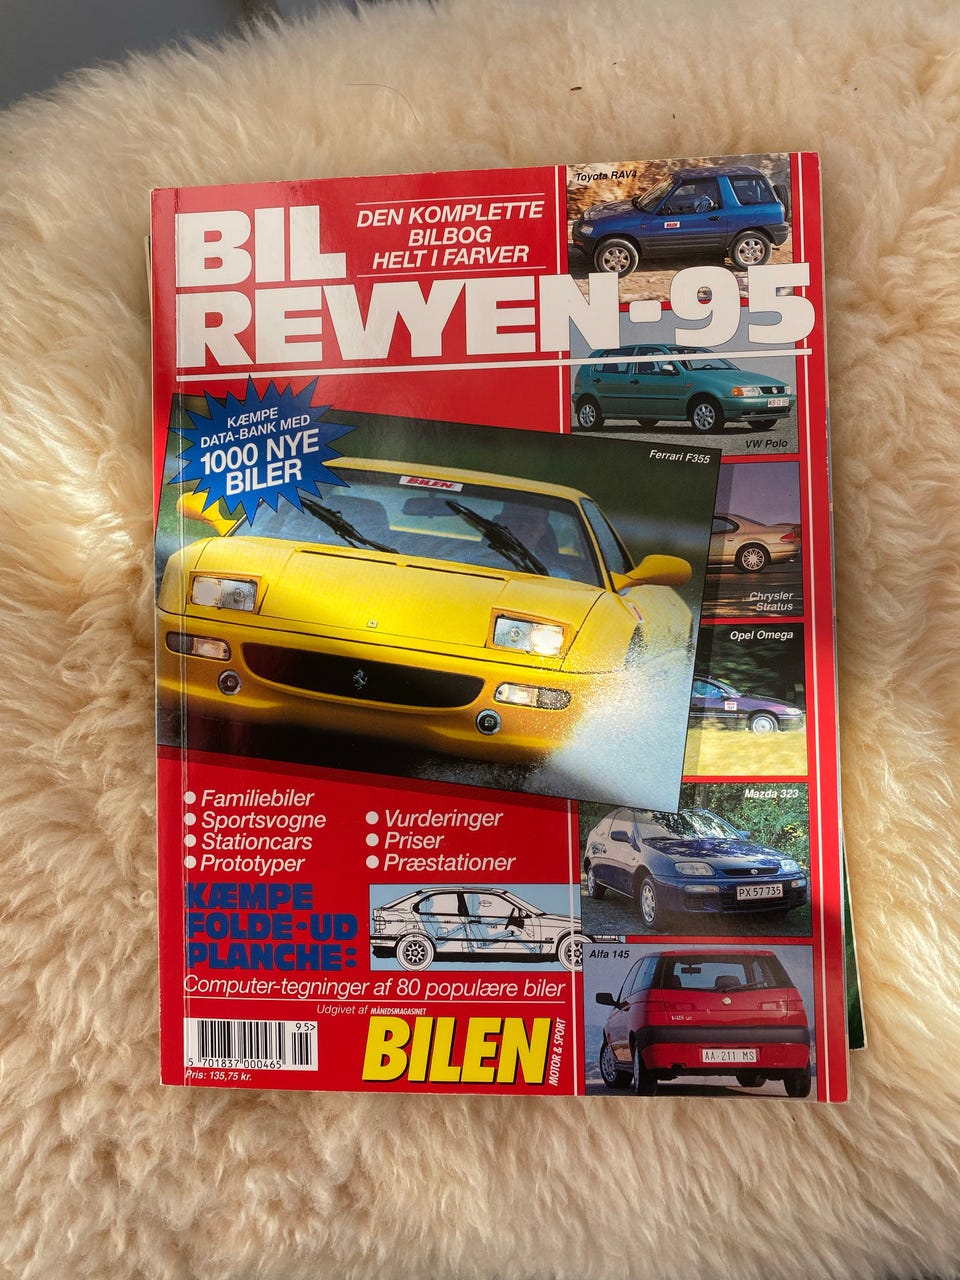 BIL
REVYEN-95
DEN KOMPLETTE
BILBOG
HELT I FARVER
Toyota RAV4
VW Polo
KÆMPE
DATA-BANK MED
1000 NYE
BILER
Ferrari F355
BILEN
Chrysler
Stratus
Opel Omega
Mazda 323
PX 57 735
Alfa 145
AA·211 MS
Familiebiler
Sportsvogne
Stationcars
Prototyper
Vurderinger
Priser
Præstationer
KÆMPE
FOLDE-UD
PLANCHE:
Computer-tegninger af 80 populære biler
Udgivet af MÅNEDSMAGASINET
BILEN
MOTOR & SPORT
95>
5 701837 000465
Pris: 135,75 kr.